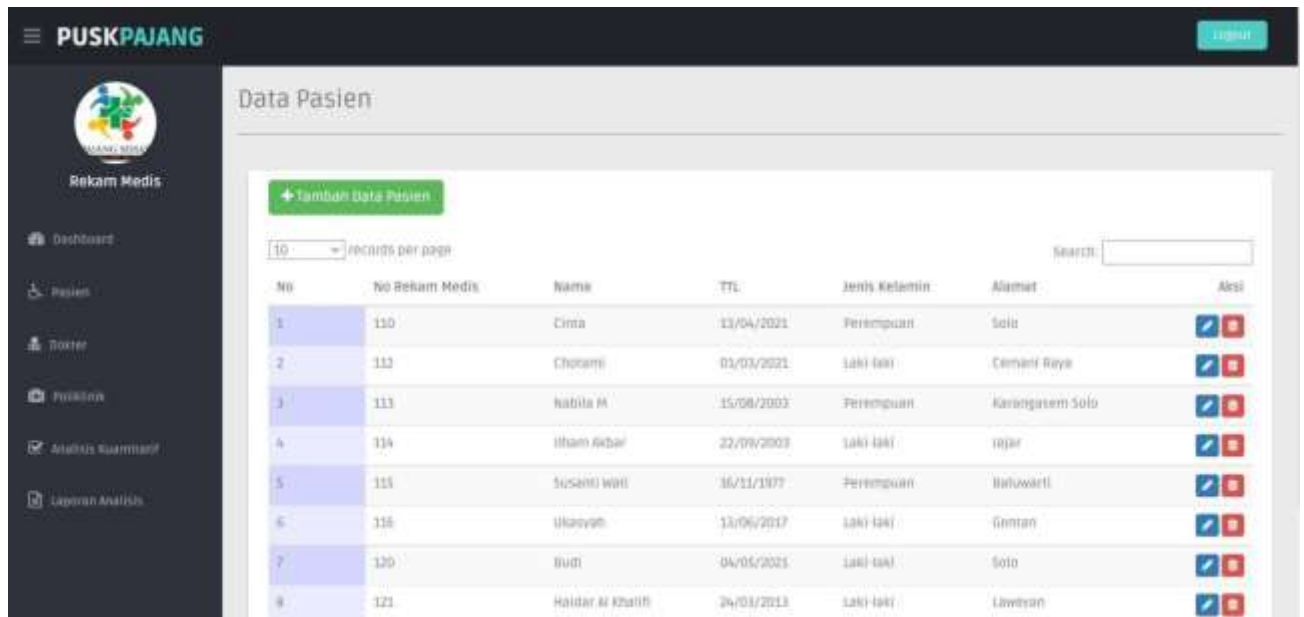 PUSKPAJANG
Logout
Data Pasien
Rekam Medis
Tambah Data Pasien
Dashboard
10 records per page
Search:
Pasien
No No Rekam Medis Nama TTL Jenis Kelamin Alamat Aksi
1 110 Cinta 13/04/2021 Perempuan Solo
Dokter
2 112 01/03/2021 Laki-laki Cemani Raya
Poliklinik
3 113 Nabila M 15/08/2003 Perempuan Karangasem Solo
Analisis Kuantitatif
4 114 Ilham Akbar 22/09/2003 Laki-laki Jajar
5 115 Susanti Wati 16/11/1977 Perempuan Baluwarti
Laporan Analisis
6 116 Ukasyah 13/06/2017 Laki-laki Gentan
7 120 Budi 04/05/2021 Laki-laki Solo
8 121 Haidar Al Khalifi 24/03/2013 Laki-laki Laweyan